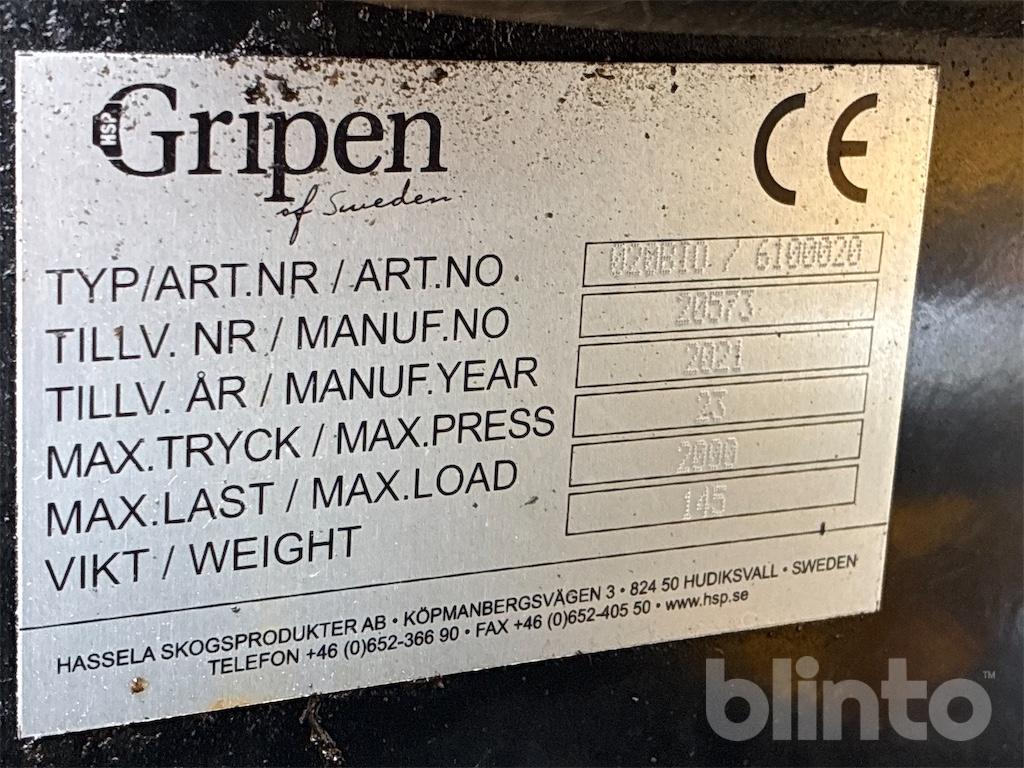 HSP Gripen CE
of Sweden
TYP/ART.NR / ART.NO 020BIO / 6100020
TILLV. NR / MANUF.NO 20573
TILLV. ÅR / MANUF.YEAR 2021
MAX.TRYCK / MAX.PRESS 23
MAX.LAST / MAX.LOAD 2000
VIKT / WEIGHT 145
HASSELA SKOGSPRODUKTER AB • KÖPMANBERGSVÄGEN 3 • 824 50 HUDIKSVALL • SWEDEN
TELEFON +46 (0)652-366 90 • FAX +46 (0)652-405 50 • www.hsp.se
blinto™